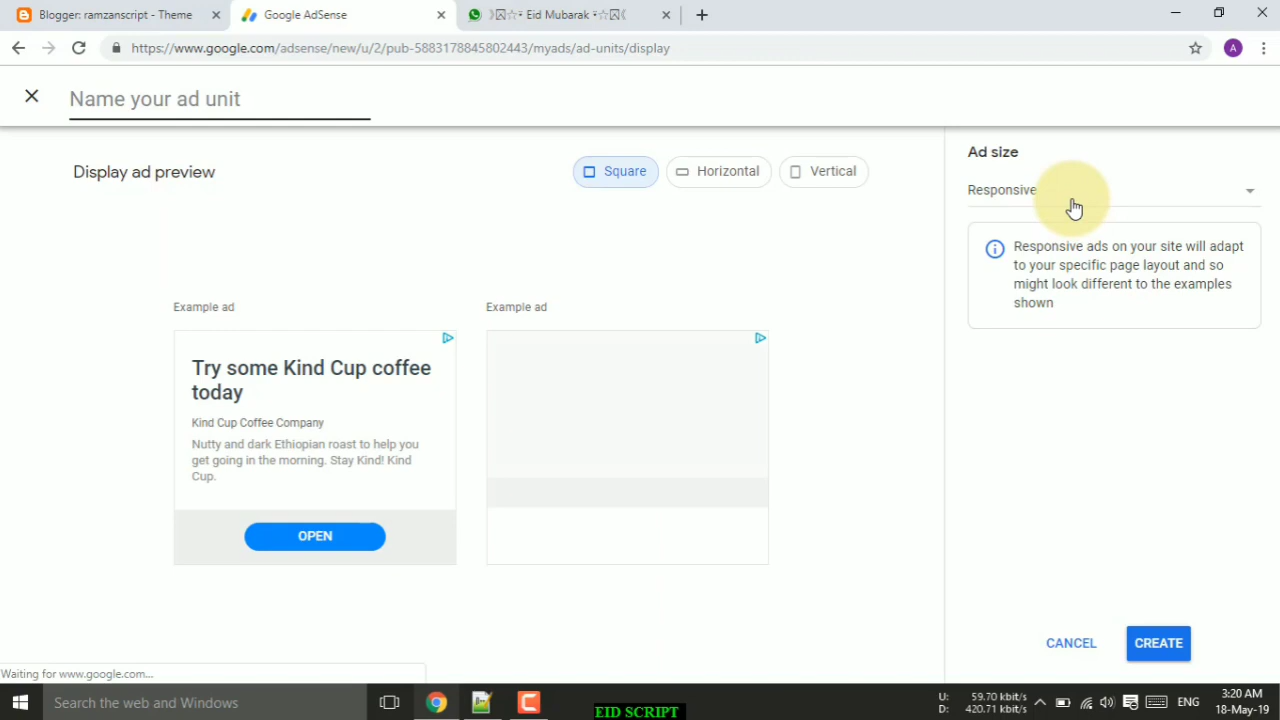 Blogger: ramzanscript - Theme
Google AdSense
Eid Mubarak
https://www.google.com/adsense/new/u/2/pub-5883178845802443/myads/ad-units/display
A
Name your ad unit
Display ad preview
Square
Horizontal
Vertical
Ad size
Responsive
Responsive ads on your site will adapt
to your specific page layout and so
might look different to the examples
shown
Example ad
Example ad
Try some Kind Cup coffee
today
Kind Cup Coffee Company
Nutty and dark Ethiopian roast to help you
get going in the morning. Stay Kind! Kind
Cup.
OPEN
CANCEL
CREATE
Waiting for www.google.com...
Search the web and Windows
EID SCRIPT
U: 59.70 kbit/s
D: 420.71 kbit/s
ENG
3:20 AM
18-May-19